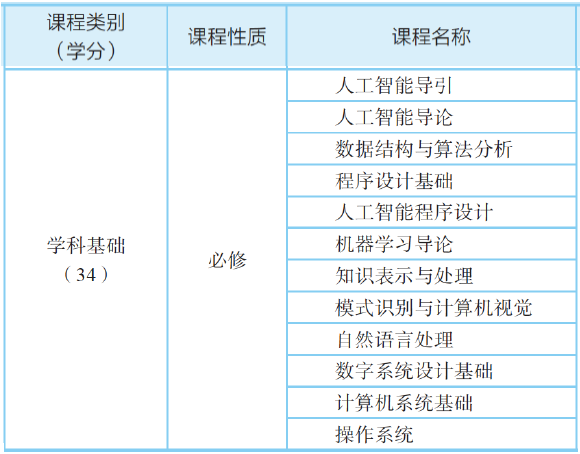 课程类别
（学分）
课程性质
课程名称
学科基础
（34）
必修
人工智能导引
人工智能导论
数据结构与算法分析
程序设计基础
人工智能程序设计
机器学习导论
知识表示与处理
模式识别与计算机视觉
自然语言处理
数字系统设计基础
计算机系统基础
操作系统